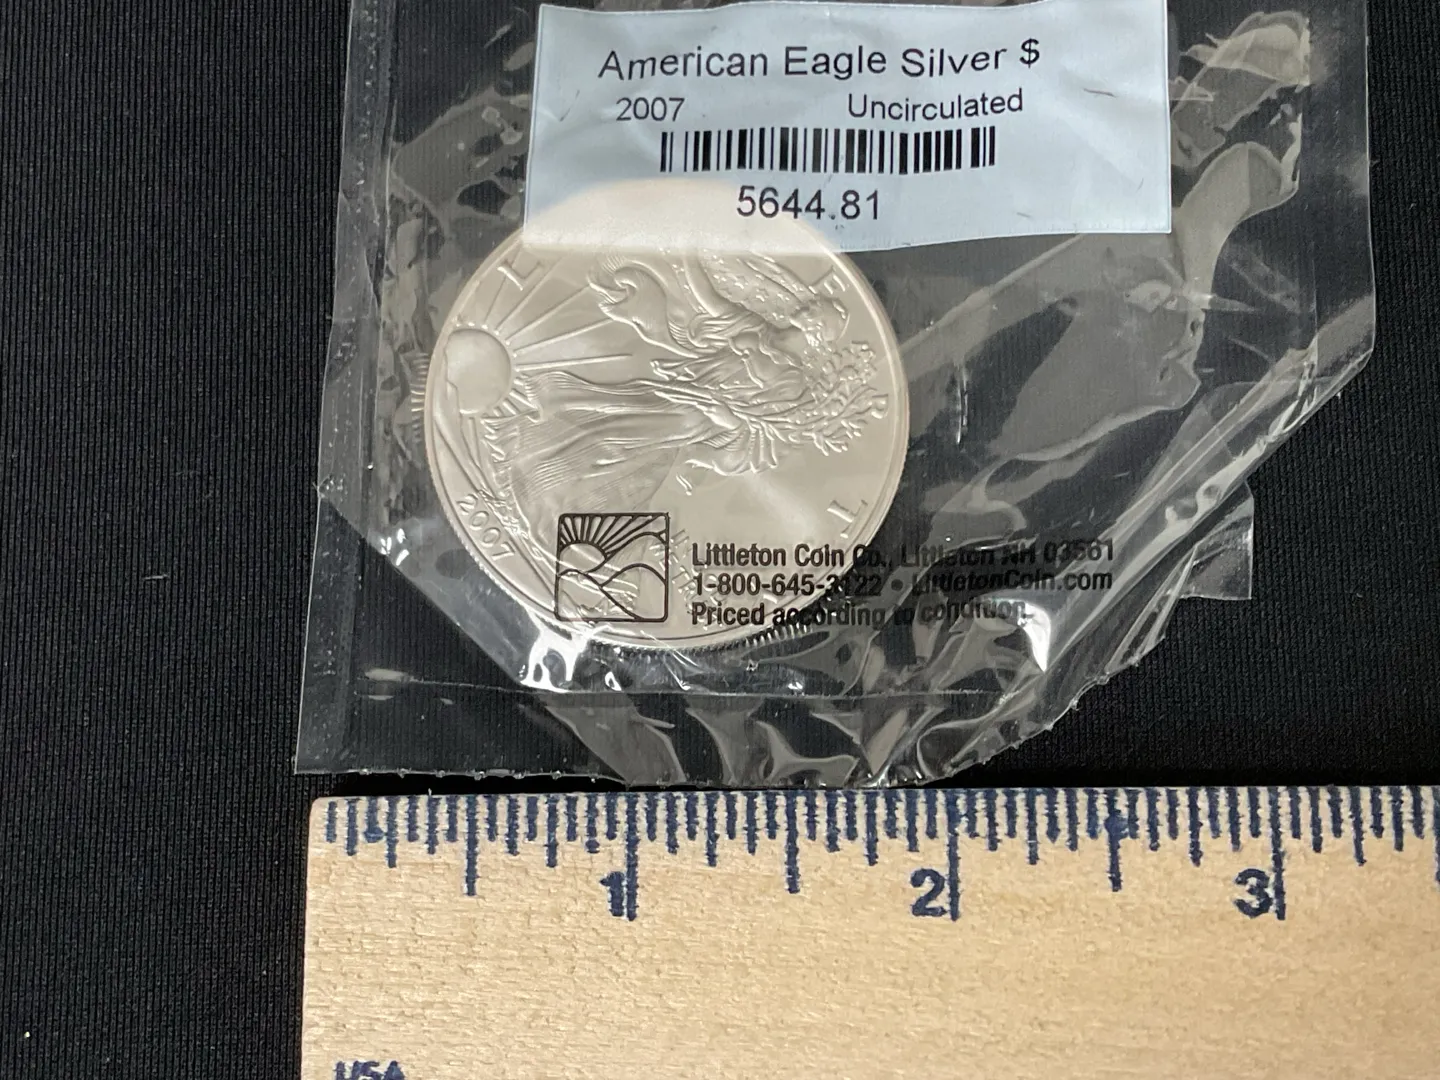 American Eagle Silver $
2007 Uncirculated
5644.81
L
E
T
2007
Littleton Coin Co., Littleton NH 03561
1-800-645-3122 • LittletonCoin.com
Priced according to condition.
1 2 3
USA